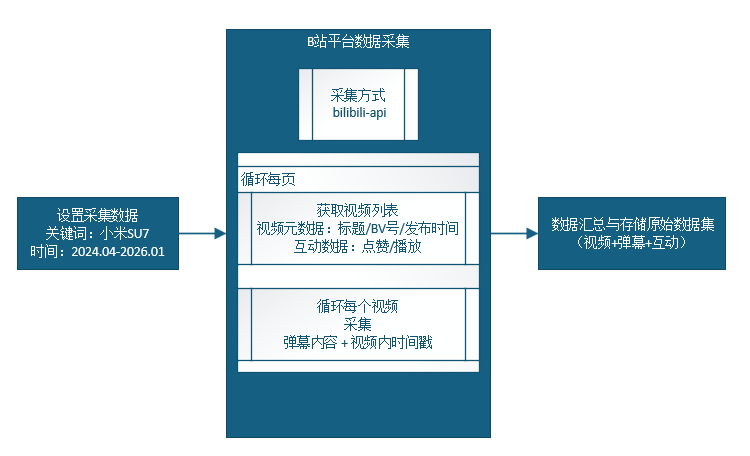 B站平台数据采集
采集方式
bilibili-api
循环每页
获取视频列表
视频元数据：标题/BV号/发布时间
互动数据：点赞/播放
循环每个视频
采集
弹幕内容 + 视频内时间戳
设置采集数据
关键词：小米SU7
时间：2024.04-2026.01
数据汇总与存储原始数据集
（视频+弹幕+互动）